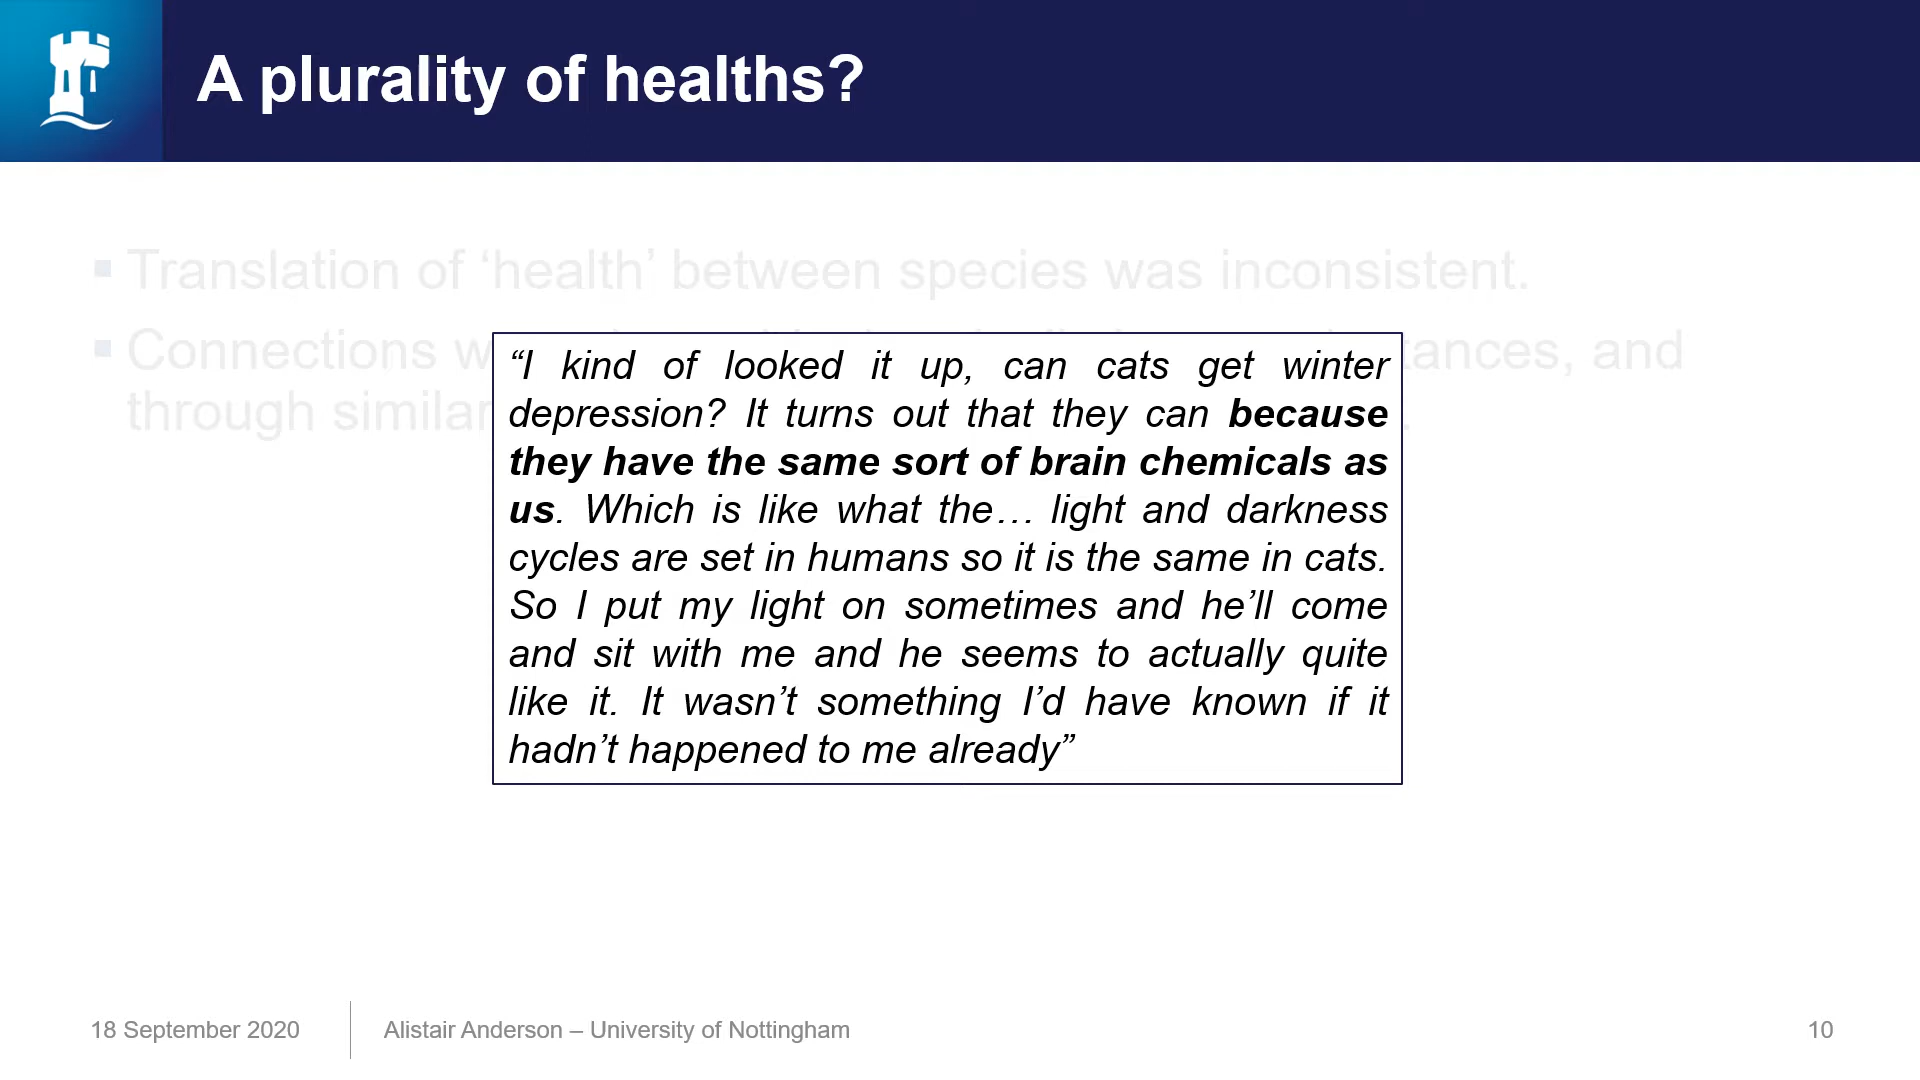 A plurality of healths?
Translation of ‘health’ between species was inconsistent.
Connections tances, and
through similar
“I kind of looked it up, can cats get winter
depression? It turns out that they can because
they have the same sort of brain chemicals as
us. Which is like what the… light and darkness
cycles are set in humans so it is the same in cats.
So I put my light on sometimes and he’ll come
and sit with me and he seems to actually quite
like it. It wasn’t something I’d have known if it
hadn’t happened to me already”
18 September 2020
Alistair Anderson – University of Nottingham
10